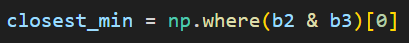 closest_min = np.where(b2 & b3)[0]